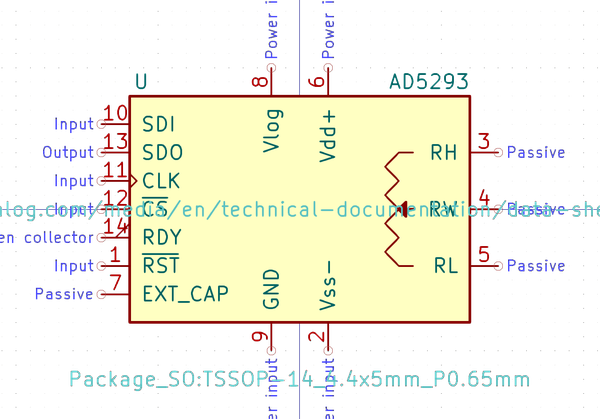 Power i
Power i
8
6
U
AD5293
Vlog
Vdd+
Input 10 SDI
Output 13 SDO
RH 3 Passive
Input 11 CLK
Input 12 CS
RW 4 Passive
alog.com/media/en/technical-documentation/data-she
en collector 14 RDY
Input 1 RST
RL 5 Passive
Passive 7 EXT_CAP
GND
Vss-
9
2
er input
er input
Package_SO:TSSOP-14_4.4x5mm_P0.65mm